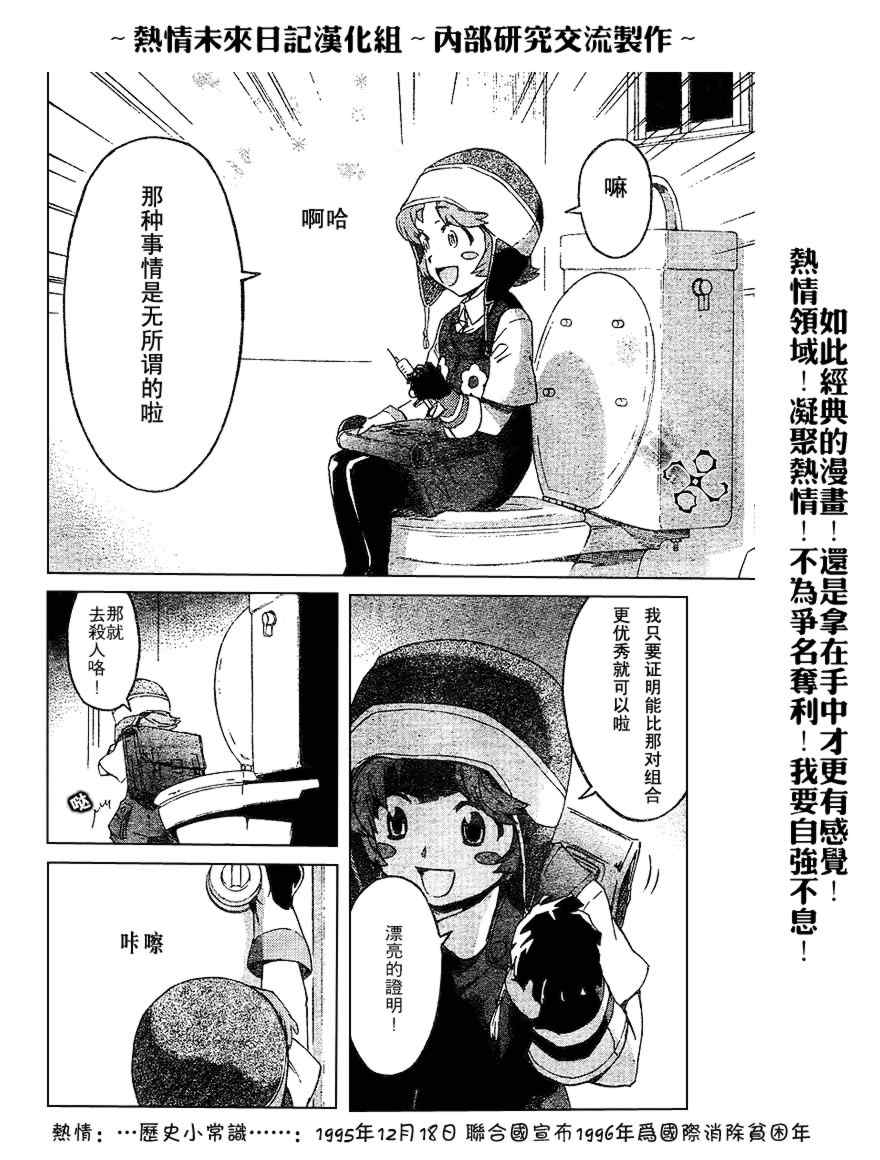 ～熱情未來日記漢化組～內部研究交流製作～
嘛
啊哈
那种事情是无所谓的啦
我只要证明能比那对组合
更优秀就可以啦
漂亮的證明！
那就
去殺人咯！
哒
咔嚓
如此經典的漫畫！還是拿在手中才更有感覺！
熱情領域！凝聚熱情！不為爭名奪利！我要自強不息！
熱情：…歷史小常識……：1995年12月18日 聯合國宣布1996年爲國際消除貧困年